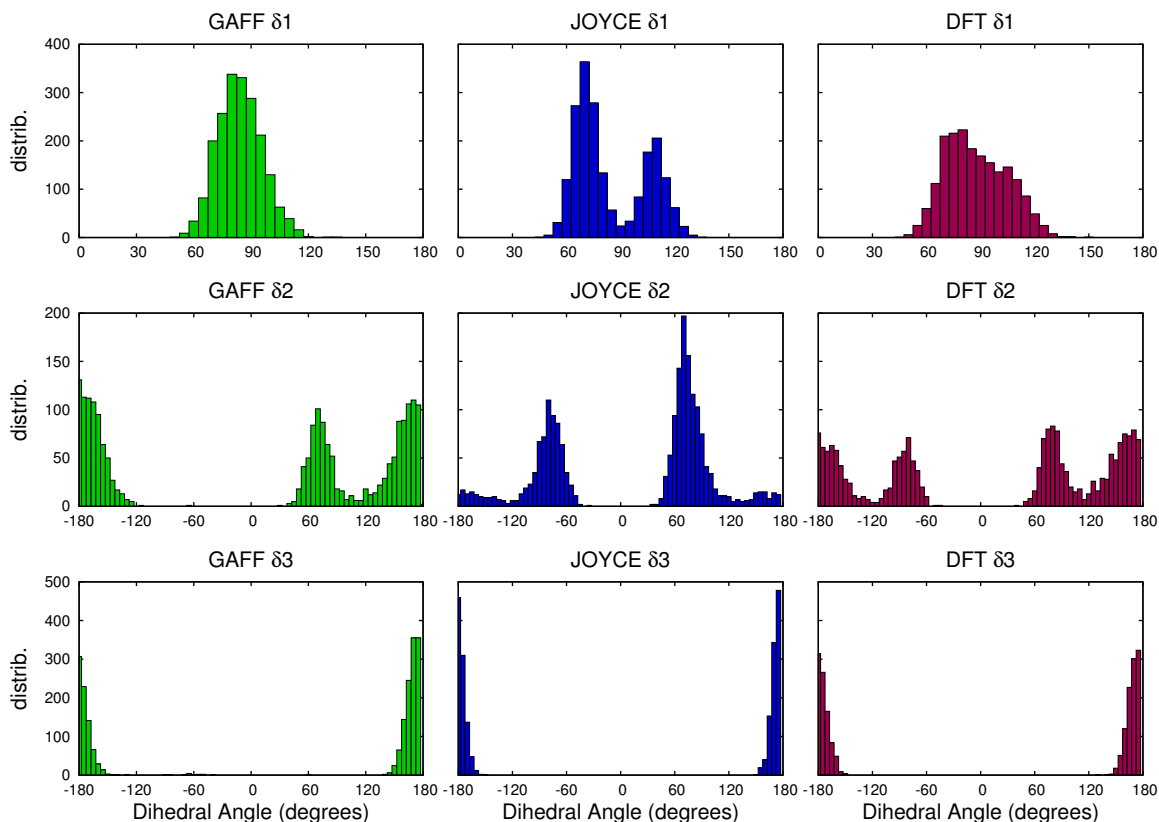 GAFF δ1 JOYCE δ1 DFT δ1
400
300
200
100
0
distrib.
0 30 60 90 120 150 180 0 30 60 90 120 150 180 0 30 60 90 120 150 180
GAFF δ2 JOYCE δ2 DFT δ2
200
150
100
50
0
distrib.
-180 -120 -60 0 60 120 180 -180 -120 -60 0 60 120 180 -180 -120 -60 0 60 120 180
GAFF δ3 JOYCE δ3 DFT δ3
500
400
300
200
100
0
distrib.
-180 -120 -60 0 60 120 180 -180 -120 -60 0 60 120 180 -180 -120 -60 0 60 120 180
Dihedral Angle (degrees) Dihedral Angle (degrees) Dihedral Angle (degrees)